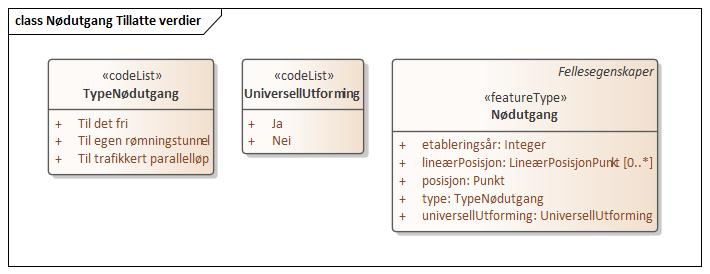 class Nødutgang Tillatte verdier
«codeList»
TypeNødutgang
+ Til det fri
+ Til egen rømningstunnel
+ Til trafikkert parallelløp
«codeList»
UniversellUtforming
+ Ja
+ Nei
Fellesegenskaper
«featureType»
Nødutgang
+ etableringsår: Integer
+ lineærPosisjon: LineærPosisjonPunkt [0..*]
+ posisjon: Punkt
+ type: TypeNødutgang
+ universellUtforming: UniversellUtforming